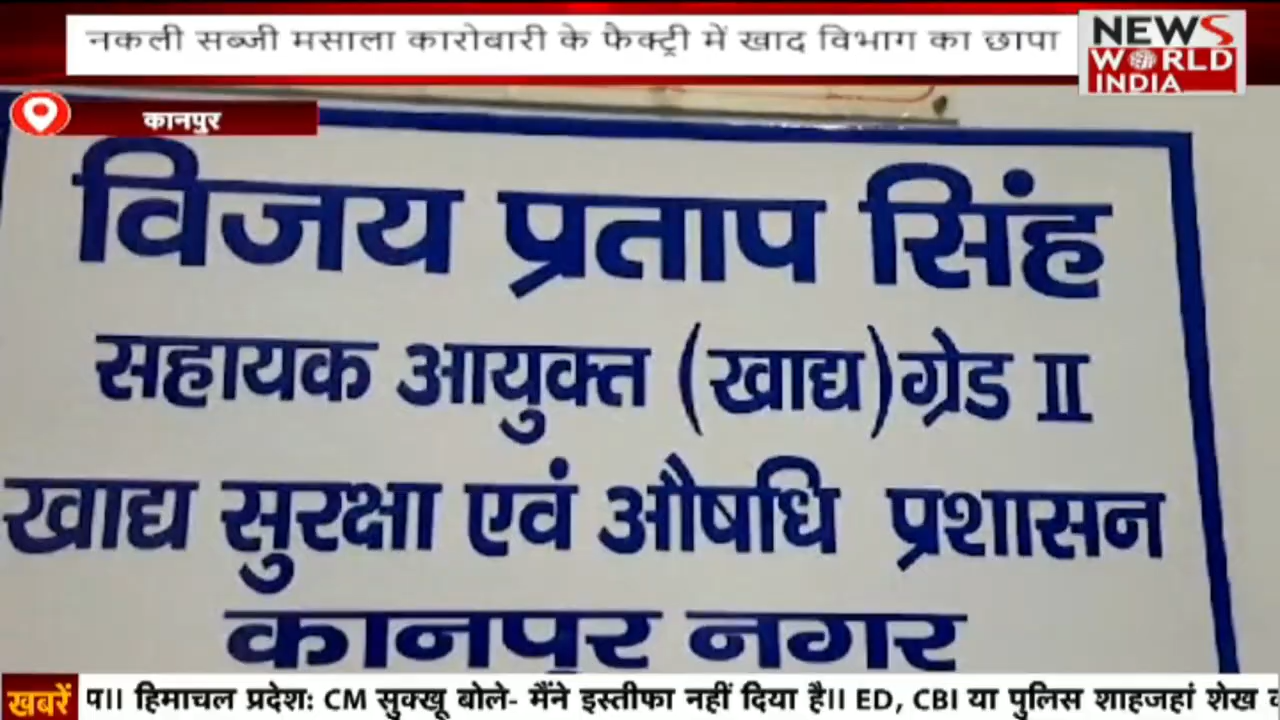 नकली सब्जी मसाला कारोबारी के फैक्ट्री में खाद विभाग का छापा
NEWS
WORLD
INDIA
कानपुर
विजय प्रताप सिंह
सहायक आयुक्त (खाद्य) ग्रेड II
खाद्य सुरक्षा एवं औषधि प्रशासन
कानपुर नगर
खबरें
प।। हिमाचल प्रदेश: CM सुक्खू बोले- मैंने इस्तीफा नहीं दिया है।। ED, CBI या पुलिस शाहजहां शेख